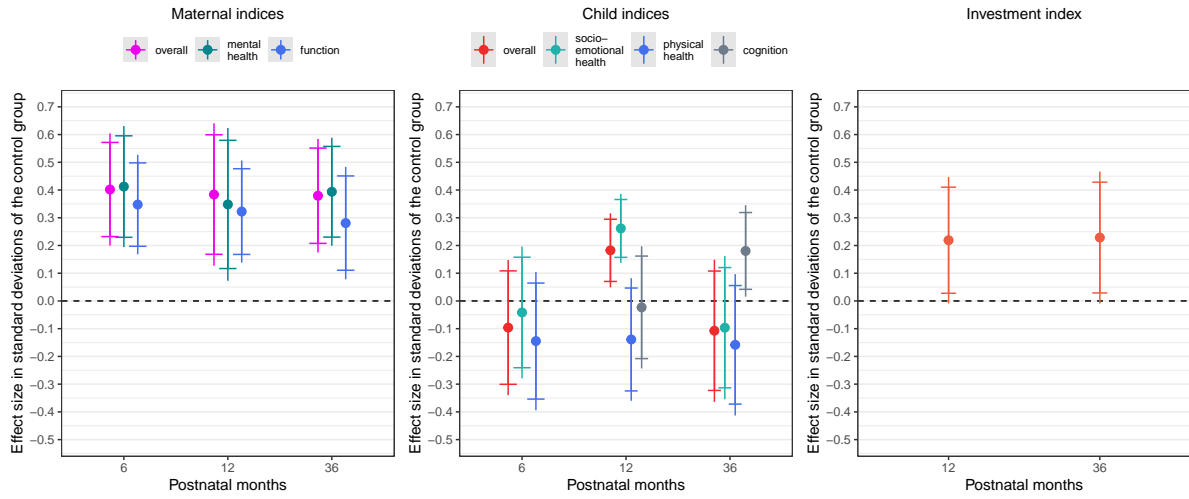 Maternal indices
overall
mental
health
function
Effect size in standard deviations of the control group
0.7
0.6
0.5
0.4
0.3
0.2
0.1
0.0
−0.1
−0.2
−0.3
−0.4
−0.5
6
12
36
Postnatal months
Child indices
overall
socio−
emotional
health
physical
health
cognition
Effect size in standard deviations of the control group
0.7
0.6
0.5
0.4
0.3
0.2
0.1
0.0
−0.1
−0.2
−0.3
−0.4
−0.5
6
12
36
Postnatal months
Investment index
Effect size in standard deviations of the control group
0.7
0.6
0.5
0.4
0.3
0.2
0.1
0.0
−0.1
−0.2
−0.3
−0.4
−0.5
12
36
Postnatal months